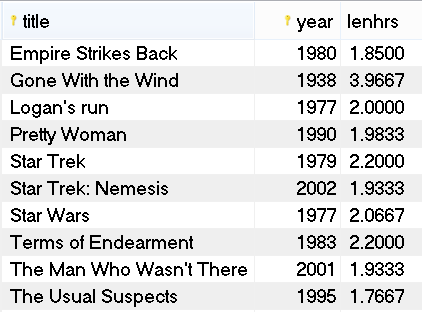 title year lenhrs
Empire Strikes Back 1980 1.8500
Gone With the Wind 1938 3.9667
Logan's run 1977 2.0000
Pretty Woman 1990 1.9833
Star Trek 1979 2.2000
Star Trek: Nemesis 2002 1.9333
Star Wars 1977 2.0667
Terms of Endearment 1983 2.2000
The Man Who Wasn't There 2001 1.9333
The Usual Suspects 1995 1.7667